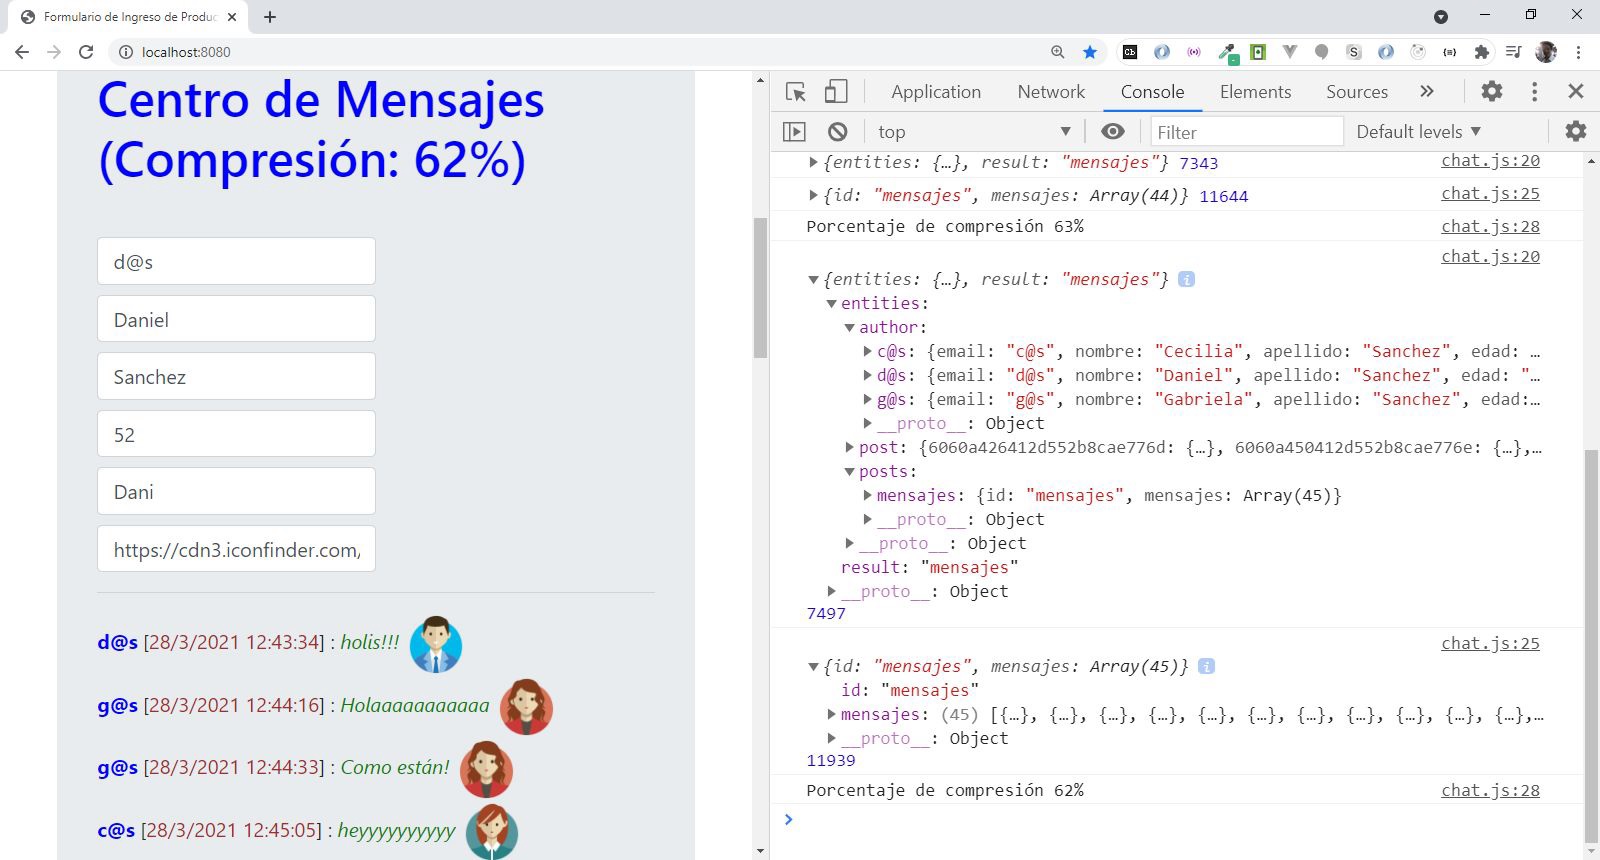 Formulario de Ingreso de Produc
localhost:8080
Centro de Mensajes
(Compresión: 62%)
d@s
Daniel
Sanchez
52
Dani
https://cdn3.iconfinder.com/
d@s [28/3/2021 12:43:34] : holis!!!
g@s [28/3/2021 12:44:16] : Holaaaaaaaaaaa
g@s [28/3/2021 12:44:33] : Como están!
c@s [28/3/2021 12:45:05] : heyyyyyyyyyy
Application Network Console Elements Sources »
top Filter Default levels
{entities: {…}, result: "mensajes"} 7343 chat.js:20
{id: "mensajes", mensajes: Array(44)} 11644 chat.js:25
Porcentaje de compresión 63% chat.js:28
chat.js:20
{entities: {…}, result: "mensajes"} i
entities:
author:
c@s: {email: "c@s", nombre: "Cecilia", apellido: "Sanchez", edad: …
d@s: {email: "d@s", nombre: "Daniel", apellido: "Sanchez", edad: "…
g@s: {email: "g@s", nombre: "Gabriela", apellido: "Sanchez", edad:…
__proto__: Object
post: {6060a426412d552b8cae776d: {…}, 6060a450412d552b8cae776e: {…},…
posts:
mensajes: {id: "mensajes", mensajes: Array(45)}
__proto__: Object
__proto__: Object
result: "mensajes"
__proto__: Object
7497
chat.js:25
{id: "mensajes", mensajes: Array(45)} i
id: "mensajes"
mensajes: (45) [{…}, {…}, {…}, {…}, {…}, {…}, {…}, {…}, {…}, {…}, {…},…
__proto__: Object
11939
Porcentaje de compresión 62% chat.js:28